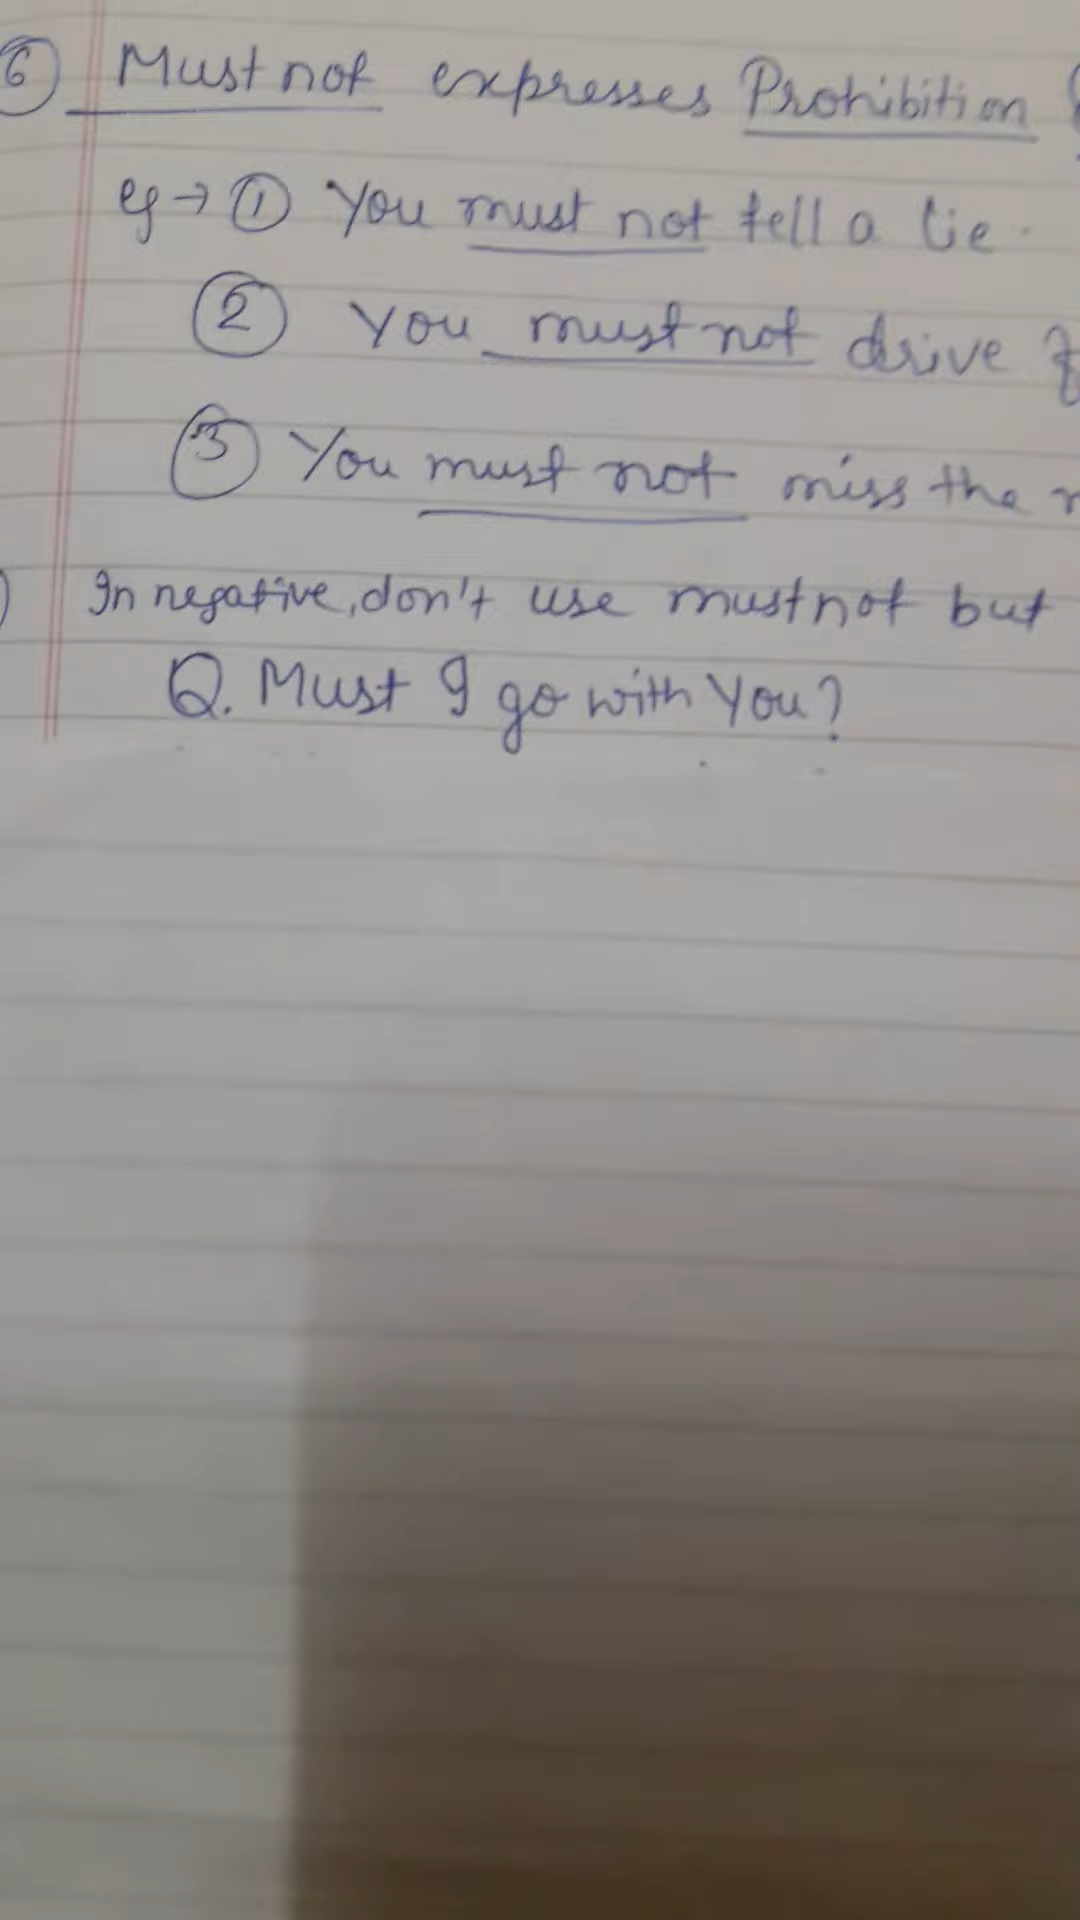 6 Must not expresses Prohibition
eg → 1 You must not tell a lie.
2 You must not drive
3 You must not miss the
In negative, don't use must not but
Q. Must I go with You?